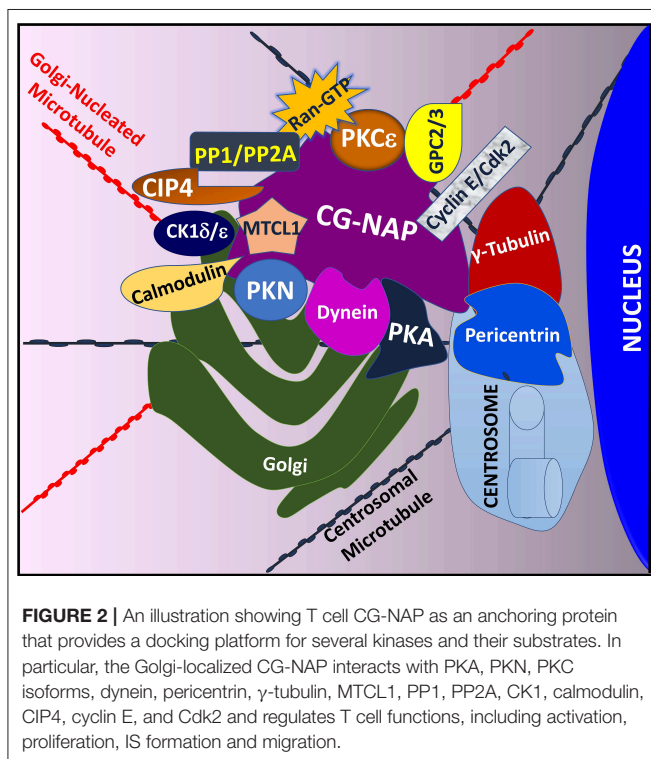 Golgi-Nucleated
Microtubule
Ran-GTP
PKCε
GPC2/3
PP1/PP2A
CIP4
Cyclin E/Cdk2
CG-NAP
CK1δ/ε
MTCL1
γ-Tubulin
Calmodulin
PKN
Dynein
PKA
Pericentrin
NUCLEUS
Golgi
CENTROSOME
Centrosomal
Microtubule
FIGURE 2 | An illustration showing T cell CG-NAP as an anchoring protein
that provides a docking platform for several kinases and their substrates. In
particular, the Golgi-localized CG-NAP interacts with PKA, PKN, PKC
isoforms, dynein, pericentrin, γ-tubulin, MTCL1, PP1, PP2A, CK1, calmodulin,
CIP4, cyclin E, and Cdk2 and regulates T cell functions, including activation,
proliferation, IS formation and migration.